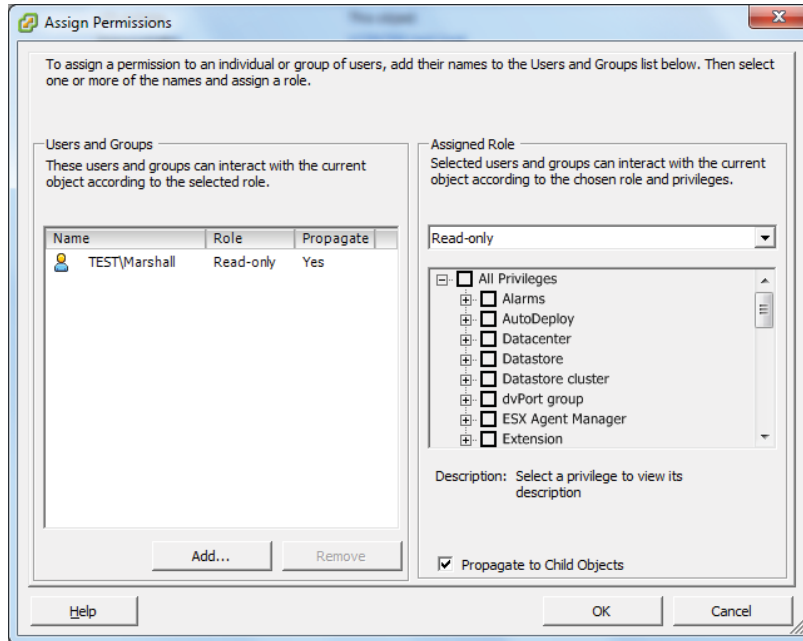 Assign Permissions
To assign a permission to an individual or group of users, add their names to the Users and Groups list below. Then select
one or more of the names and assign a role.
Users and Groups
These users and groups can interact with the current
object according to the selected role.
Name Role Propagate
TEST\Marshall Read-only Yes
Add... Remove
Assigned Role
Selected users and groups can interact with the current
object according to the chosen role and privileges.
Read-only
All Privileges
Alarms
AutoDeploy
Datacenter
Datastore
Datastore cluster
dvPort group
ESX Agent Manager
Extension
Description: Select a privilege to view its
description
Propagate to Child Objects
Help OK Cancel